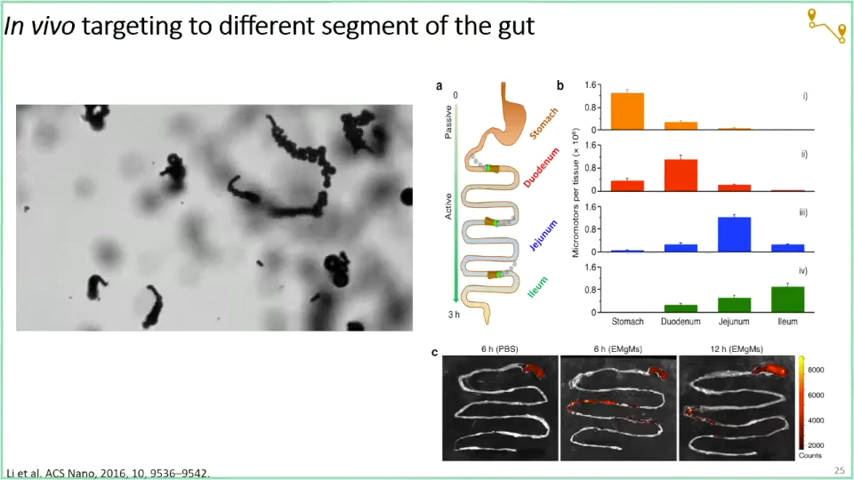 In vivo targeting to different segment of the gut
a
0
Passive
Active
3 h
Stomach
Duodenum
Jejunum
Ileum
b
Micromotors per tissue (× 10⁶)
1.6
0.8
0
i)
1.6
0.8
0
ii)
1.6
0.8
0
iii)
1.6
0.8
0
iv)
Stomach Duodenum Jejunum Ileum
c
6 h (PBS) 6 h (EMgMs) 12 h (EMgMs)
8000
6000
4000
2000
Counts
Li et al. ACS Nano, 2016, 10, 9536–9542.
25